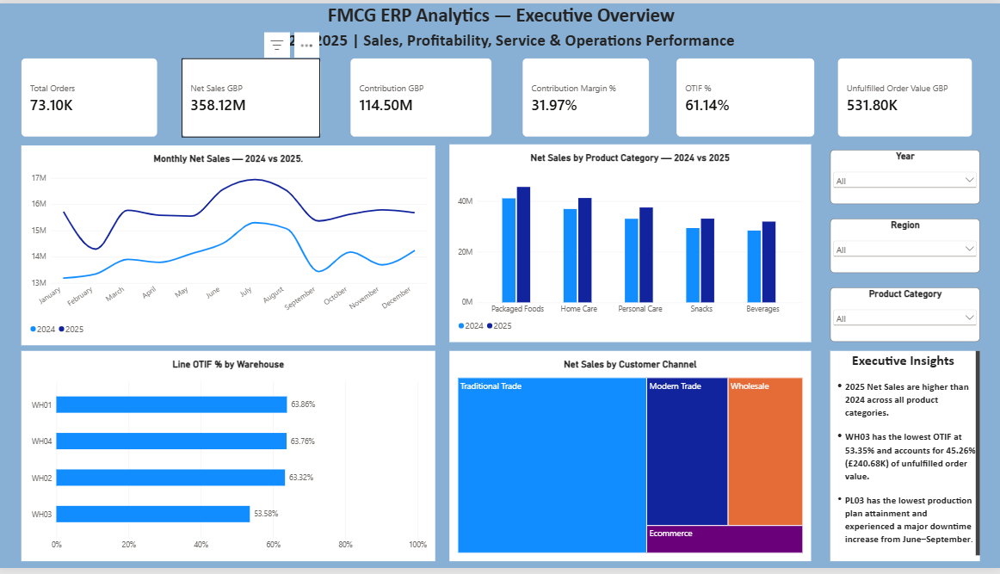 FMCG ERP Analytics — Executive Overview
2025 | Sales, Profitability, Service & Operations Performance
Total Orders
73.10K
Net Sales GBP
358.12M
Contribution GBP
114.50M
Contribution Margin %
31.97%
OTIF %
61.14%
Unfulfilled Order Value GBP
531.80K
Monthly Net Sales — 2024 vs 2025.
17M
16M
15M
14M
13M
January
February
March
April
May
June
July
August
September
October
November
December
2024
2025
Net Sales by Product Category — 2024 vs 2025
40M
20M
0M
Packaged Foods
Home Care
Personal Care
Snacks
Beverages
2024
2025
Year
All
Region
All
Product Category
All
Line OTIF % by Warehouse
WH01
63.86%
WH04
63.76%
WH02
63.32%
WH03
53.58%
0%
20%
40%
60%
80%
100%
Net Sales by Customer Channel
Traditional Trade
Modern Trade
Wholesale
Ecommerce
Executive Insights
• 2025 Net Sales are higher than
2024 across all product
categories.
• WH03 has the lowest OTIF at
53.35% and accounts for 45.26%
(£240.68K) of unfulfilled order
value.
• PL03 has the lowest production
plan attainment and
experienced a major downtime
increase from June–September.